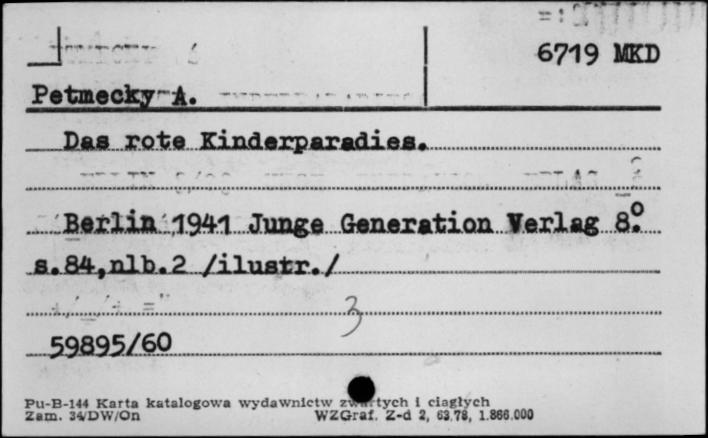 6719 MKD
Petmecky A.
Das rote Kinderparadies.
Berlin 1941 Junge Generation Verlag 8°.
s.84,nlb.2 /ilustr./
3
59895/60
Pu-B-144 Karta katalogowa wydawnictw zwartych i ciągłych
Zam. 34/DW/On WZGraf. Z-d 2, 63,78, 1.866.000